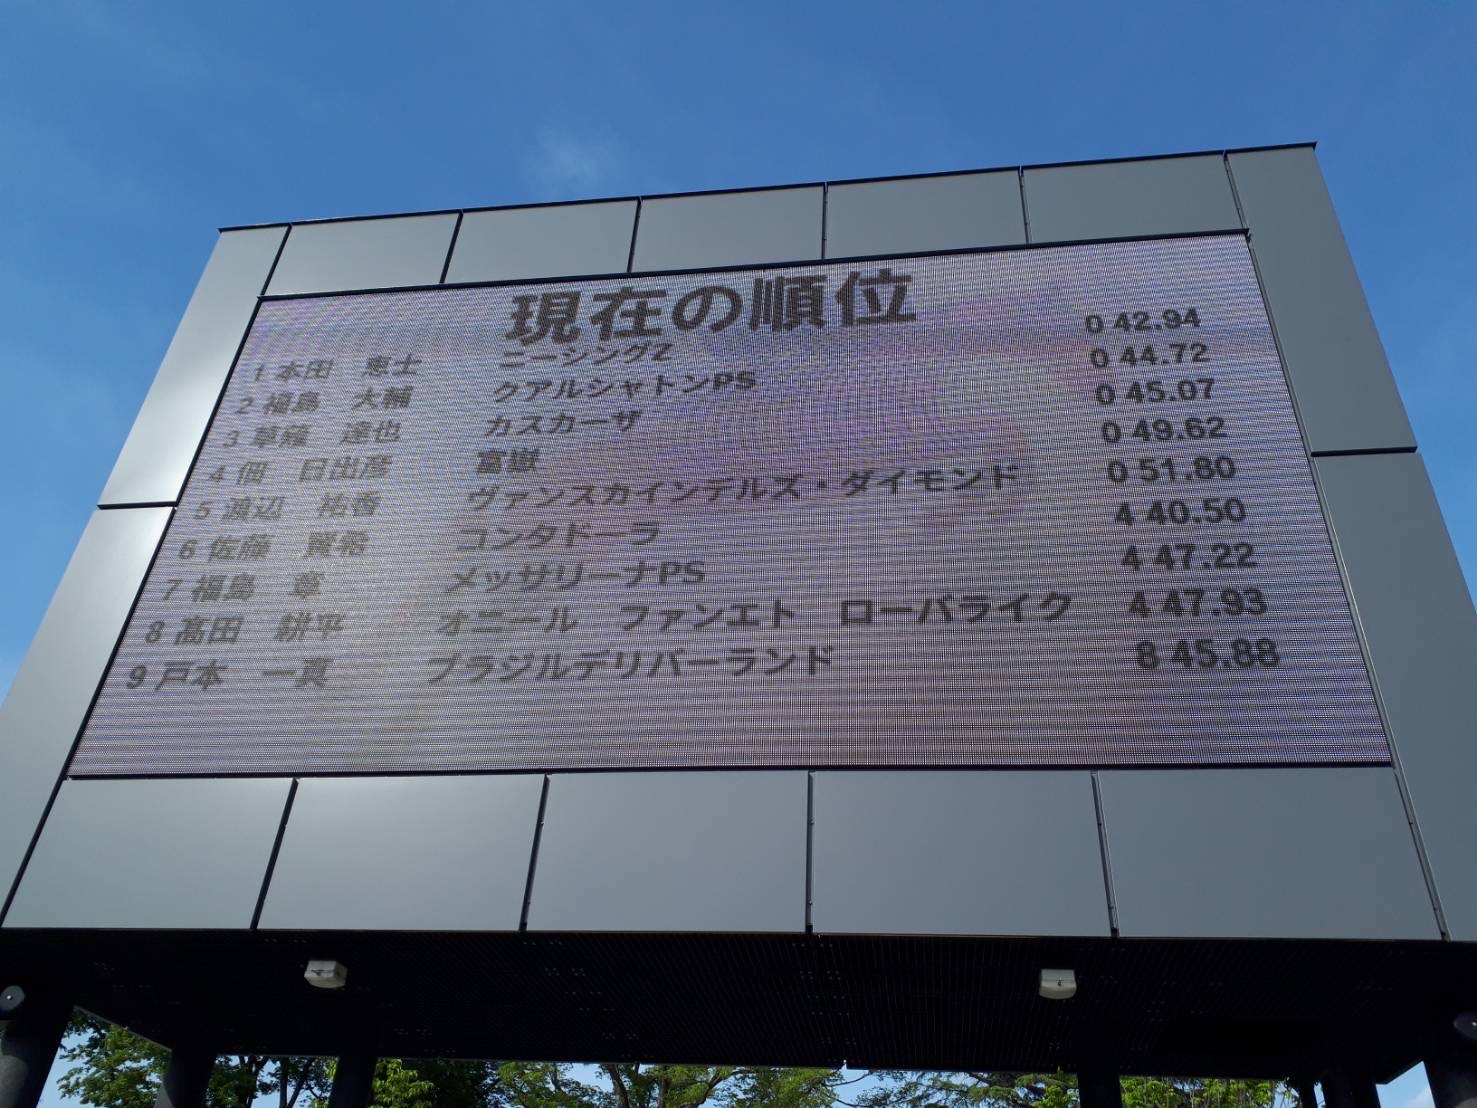 現在の順位
1 本田 恵士 ニーシングZ 0 42.94
2 福島 大輔 クアルシャトンPS 0 44.72
3 草薙 達也 カスカーザ 0 45.07
4 佃 日出彦 富嶽 0 49.62
5 渡辺 祐香 ヴァンスカインデルズ・ダイモンド 0 51.80
6 佐藤 賢希 コンタドーラ 4 40.50
7 福島 章 メッサリーナPS 4 47.22
8 高田 耕平 オニール ファンエト ローバライク 4 47.93
9 戸本 一真 ブラジルデリバーランド 8 45.88